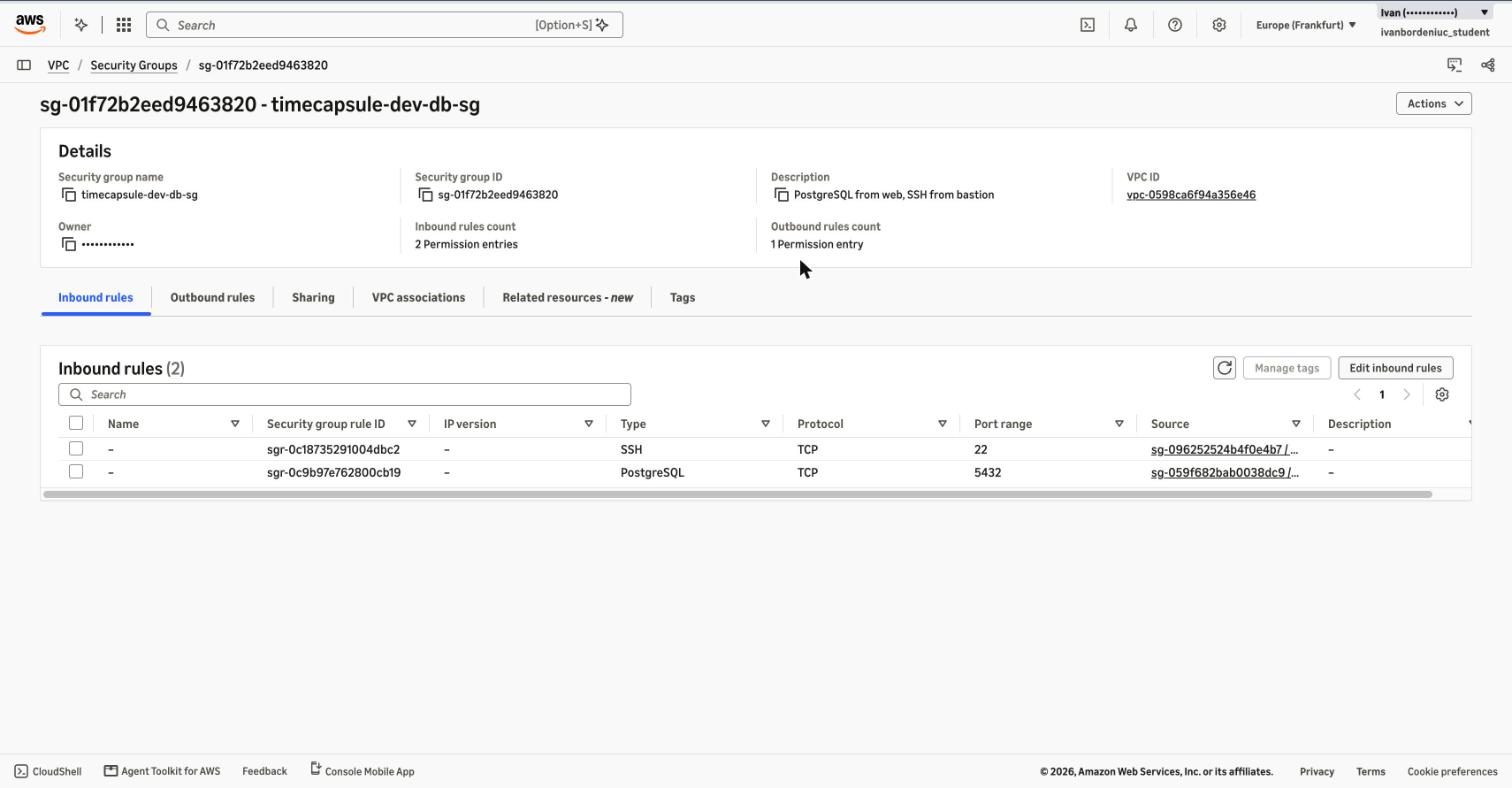 aws
Search [Option+S]
Europe (Frankfurt)
Ivan (············)
ivanbordeniuc_student
VPC / Security Groups / sg-01f72b2eed9463820
sg-01f72b2eed9463820 - timecapsule-dev-db-sg
Actions
Details
Security group name
timecapsule-dev-db-sg
Security group ID
sg-01f72b2eed9463820
Description
PostgreSQL from web, SSH from bastion
VPC ID
vpc-0598ca6f94a356e46
Owner
············
Inbound rules count
2 Permission entries
Outbound rules count
1 Permission entry
Inbound rules Outbound rules Sharing VPC associations Related resources - new Tags
Inbound rules (2)
Manage tags Edit inbound rules
Search
1
Name Security group rule ID IP version Type Protocol Port range Source Description
– sgr-0c18735291004dbc2 – SSH TCP 22 sg-096252524b4f0e4b7 / … –
– sgr-0c9b97e762800cb19 – PostgreSQL TCP 5432 sg-059f682bab0038dc9 /… –
CloudShell Agent Toolkit for AWS Feedback Console Mobile App © 2026, Amazon Web Services, Inc. or its affiliates. Privacy Terms Cookie preferences